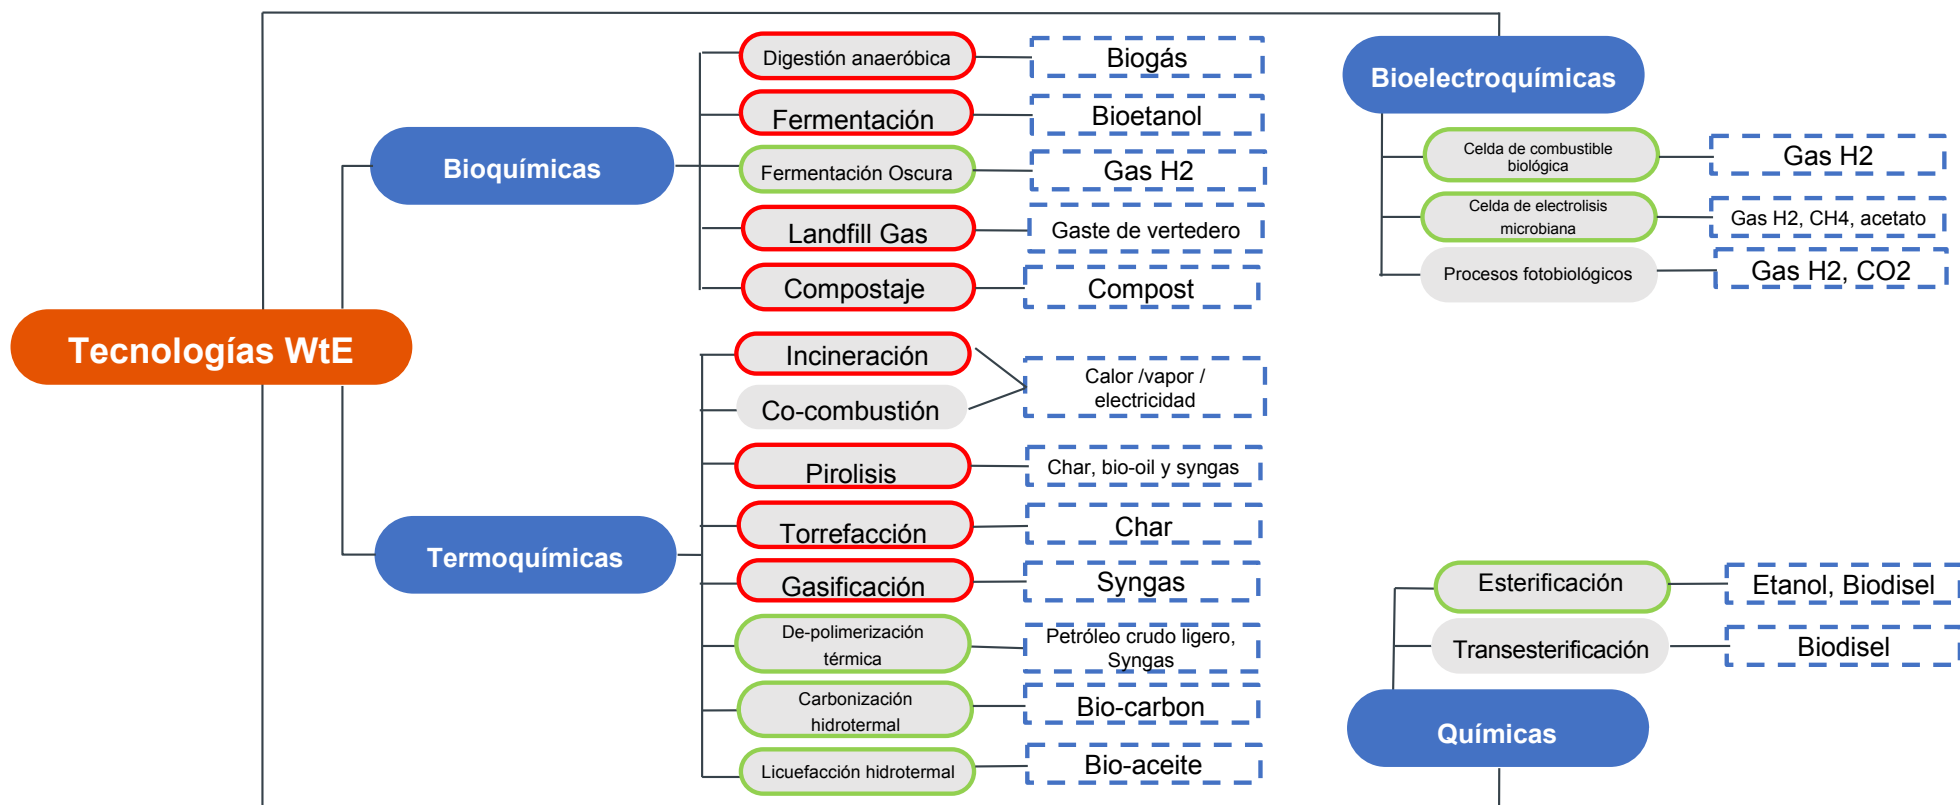 Tecnologías WtE
Bioquímicas
Digestión anaeróbica
Biogás
Fermentación
Bioetanol
Fermentación Oscura
Gas H2
Landfill Gas
Gaste de vertedero
Compostaje
Compost
Termoquímicas
Incineración
Co-combustión
Calor /vapor /
electricidad
Pirolisis
Char, bio-oil y syngas
Torrefacción
Char
Gasificación
Syngas
De-polimerización
térmica
Petróleo crudo ligero,
Syngas
Carbonización
hidrotermal
Bio-carbon
Licuefacción hidrotermal
Bio-aceite
Bioelectroquímicas
Celda de combustible
biológica
Gas H2
Celda de electrolisis
microbiana
Gas H2, CH4, acetato
Procesos fotobiológicos
Gas H2, CO2
Esterificación
Etanol, Biodisel
Transesterificación
Biodisel
Químicas